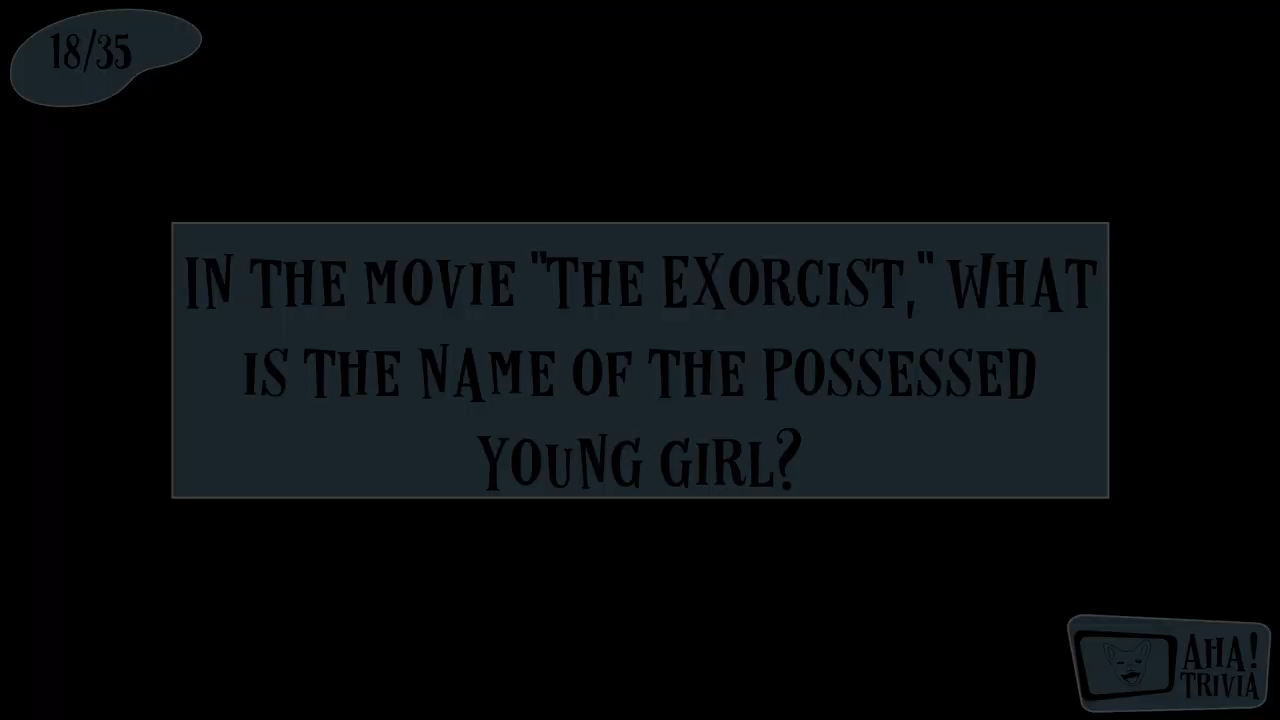 18/35
IN THE MOVIE "THE EXORCIST," WHAT
IS THE NAME OF THE POSSESSED
YOUNG GIRL?
AHA!
TRIVIA